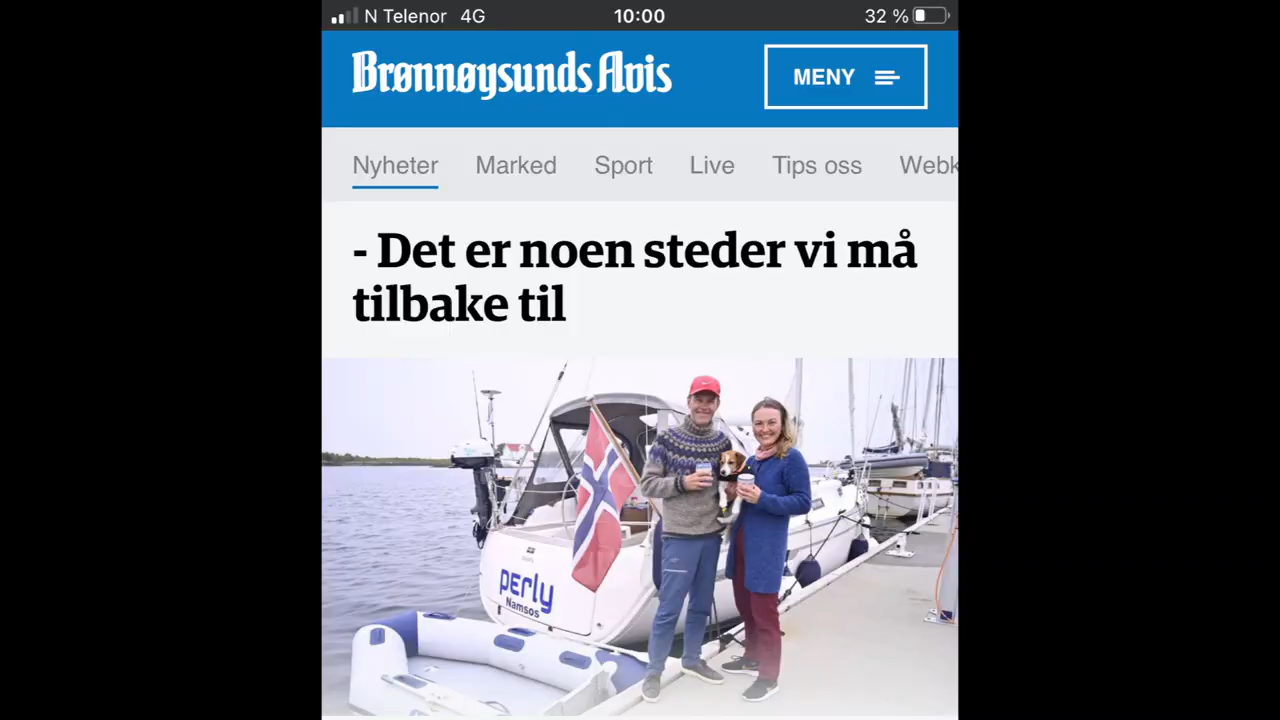 N Telenor 4G 10:00 32 %
Brønnøysunds Avis
MENY
Nyheter Marked Sport Live Tips oss Webk
- Det er noen steder vi må
tilbake til
perly
Namsos